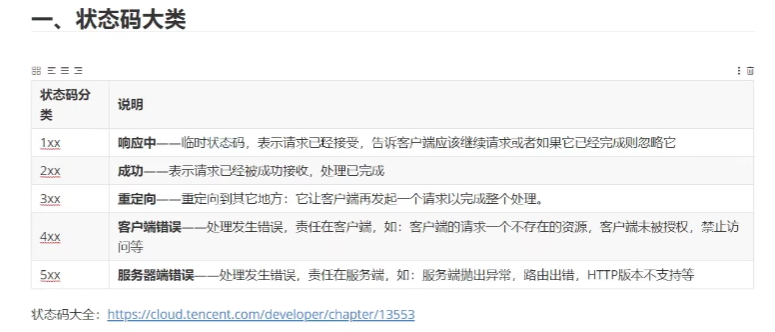 一、状态码大类
状态码分
类
说明
1xx
响应中——临时状态码，表示请求已经接受，告诉客户端应该继续请求或者如果它已经完成则忽略它
2xx
成功——表示请求已经被成功接收，处理已完成
3xx
重定向——重定向到其它地方：它让客户端再发起一个请求以完成整个处理。
4xx
客户端错误——处理发生错误，责任在客户端，如：客户端的请求一个不存在的资源，客户端未被授权，禁止访
问等
5xx
服务器端错误——处理发生错误，责任在服务端，如：服务端抛出异常，路由出错，HTTP版本不支持等
状态码大全：https://cloud.tencent.com/developer/chapter/13553